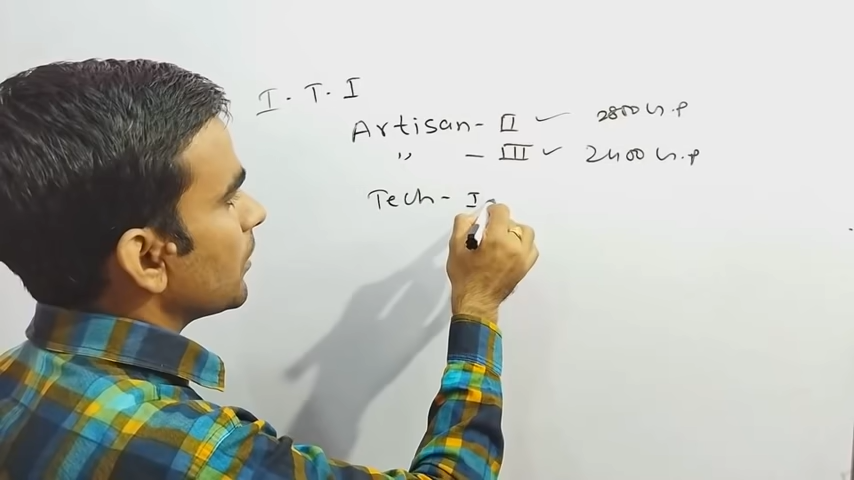 I.T.I
Artisan - II ✓ 2800 G.P
,, - III ✓ 2400 G.P
Tech - I